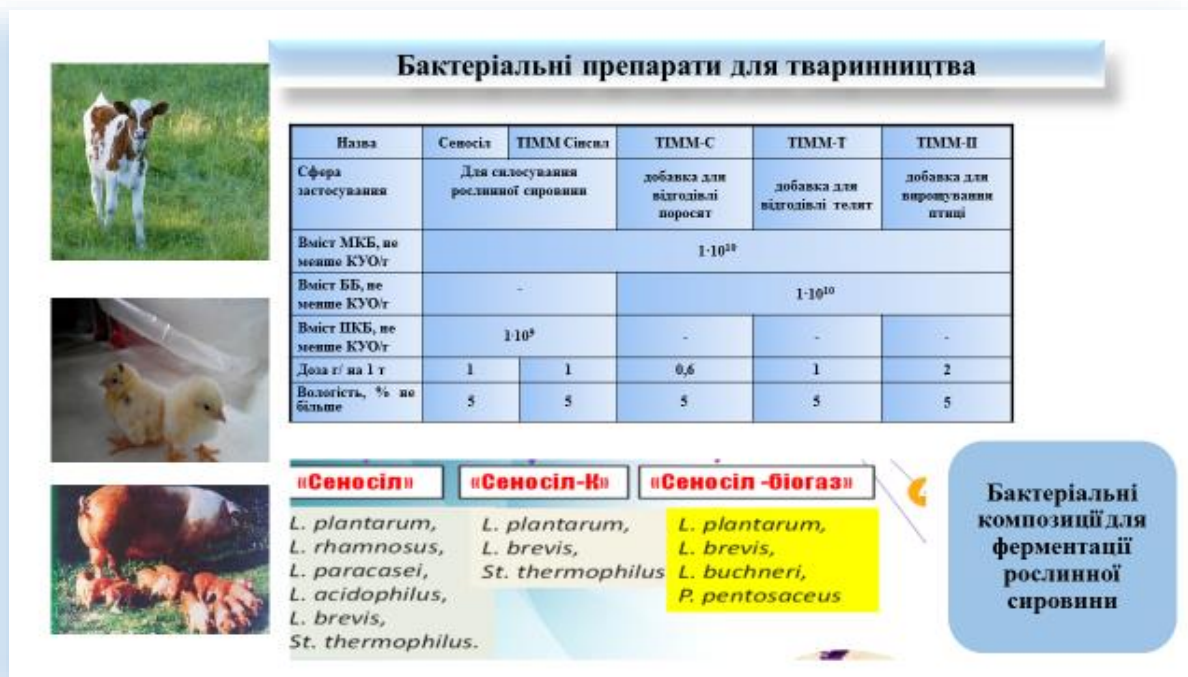 Бактеріальні препарати для тваринництва
Назва Сеносіл ТІММ Сінсил ТІММ-С ТІММ-Т ТІММ-П
Сфера
застосування
Для силосування
рослинної сировини
добавка для
відгодівлі
поросят
добавка для
відгодівлі телят
добавка для
вирощування
птиці
Вміст МКБ, не
менше КУО/г
1·10¹⁰
Вміст ББ, не
менше КУО/г
- 1·10¹⁰
Вміст ПКБ, не
менше КУО/г
1·10⁹ - - -
Доза г/ на 1 т 1 1 0,6 1 2
Вологість, % не
більше
5 5 5 5 5
«Сеносіл»
L. plantarum,
L. rhamnosus,
L. paracasei,
L. acidophilus,
L. brevis,
St. thermophilus.
«Сеносіл-К»
L. plantarum,
L. brevis,
St. thermophilus
«Сеносіл -біогаз»
L. plantarum,
L. brevis,
L. buchneri,
P. pentosaceus
Бактеріальні
композиції для
ферментації
рослинної
сировини